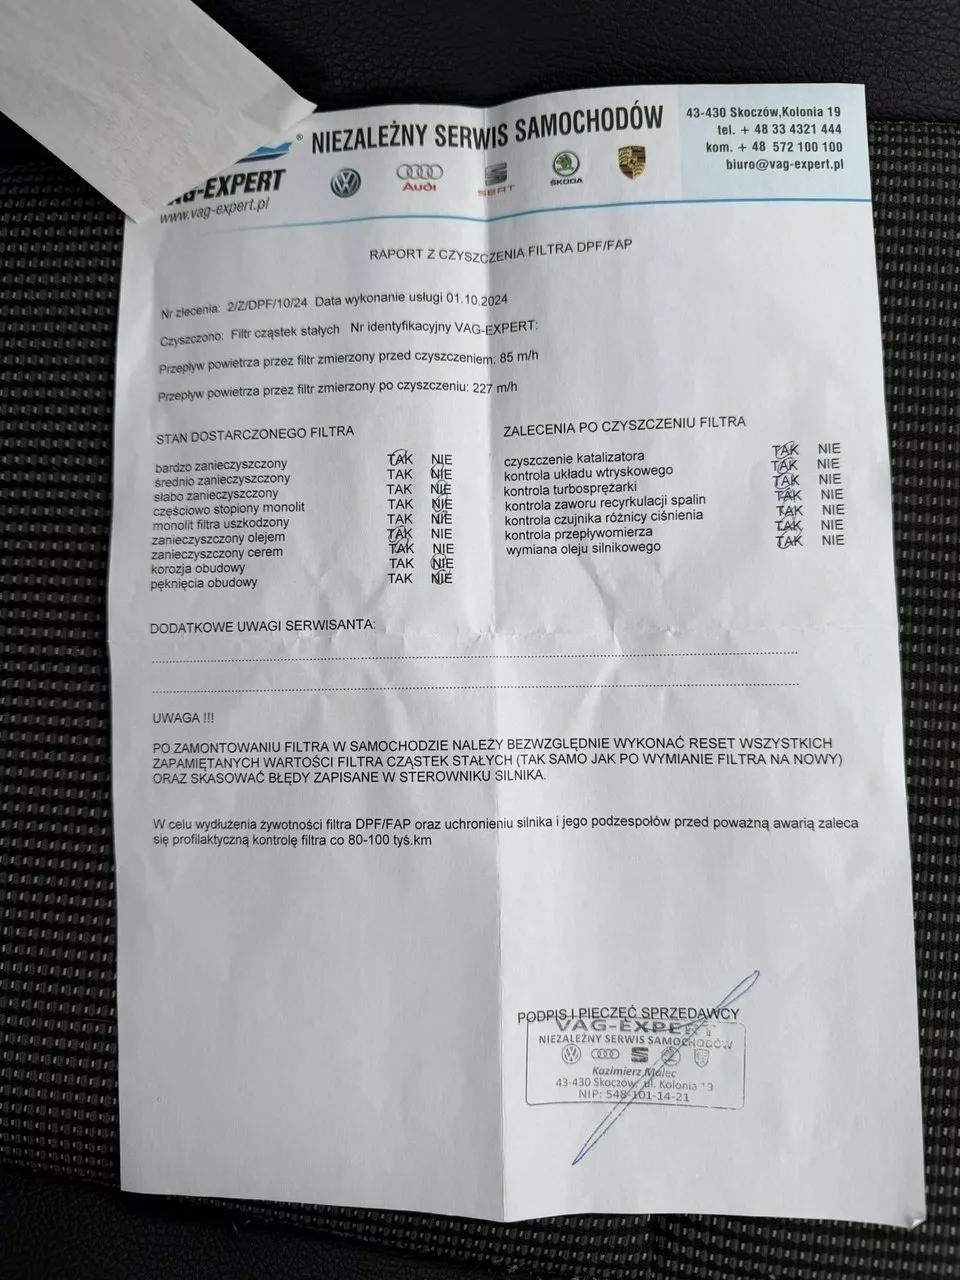 NIEZALEŻNY SERWIS SAMOCHODÓW
43-430 Skoczów,Kolonia 19
tel. + 48 33 4321 444
kom. + 48 572 100 100
biuro@vag-expert.pl
Audi
SEAT
ŠKODA
-EXPERT
www.vag-expert.pl
RAPORT Z CZYSZCZENIA FILTRA DPF/FAP
Nr zlecenia: 2/Z/DPF/10/24 Data wykonanie usługi 01.10.2024
Czyszczono: Filtr cząstek stałych Nr identyfikacyjny VAG-EXPERT:
Przepływ powietrza przez filtr zmierzony przed czyszczeniem: 85 m/h
Przepływ powietrza przez filtr zmierzony po czyszczeniu: 227 m/h
STAN DOSTARCZONEGO FILTRA
bardzo zanieczyszczony TAK NIE
średnio zanieczyszczony TAK NIE
słabo zanieczyszczony TAK NIE
częściowo stopiony monolit TAK NIE
monolit filtra uszkodzony TAK NIE
zanieczyszczony olejem TAK NIE
zanieczyszczony cerem TAK NIE
korozja obudowy TAK NIE
pęknięcia obudowy TAK NIE
ZALECENIA PO CZYSZCZENIU FILTRA
czyszczenie katalizatora TAK NIE
kontrola układu wtryskowego TAK NIE
kontrola turbosprężarki TAK NIE
kontrola zaworu recyrkulacji spalin TAK NIE
kontrola czujnika różnicy ciśnienia TAK NIE
kontrola przepływomierza TAK NIE
wymiana oleju silnikowego TAK NIE
DODATKOWE UWAGI SERWISANTA:
UWAGA !!!
PO ZAMONTOWANIU FILTRA W SAMOCHODZIE NALEŻY BEZWZGLĘDNIE WYKONAĆ RESET WSZYSTKICH
ZAPAMIĘTANYCH WARTOŚCI FILTRA CZĄSTEK STAŁYCH (TAK SAMO JAK PO WYMIANIE FILTRA NA NOWY)
ORAZ SKASOWAĆ BŁĘDY ZAPISANE W STEROWNIKU SILNIKA.
W celu wydłużenia żywotności filtra DPF/FAP oraz uchronieniu silnika i jego podzespołów przed poważną awarią zaleca
się profilaktyczną kontrolę filtra co 80-100 tyś.km
PODPIS I PIECZĘĆ SPRZEDAWCY
VAG-EXPERT
NIEZALEŻNY SERWIS SAMOCHODÓW
Kazimierz Malec
43-430 Skoczów, ul. Kolonia 19
NIP: 548-101-14-21